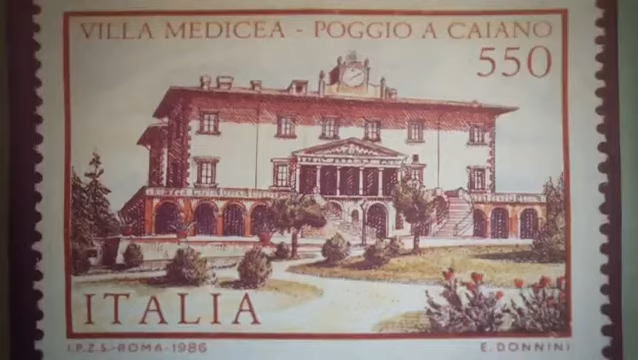 VILLA MEDICEA - POGGIO A CAIANO
550
ITALIA
I.P.Z.S.-ROMA-1986
E. DONNINI